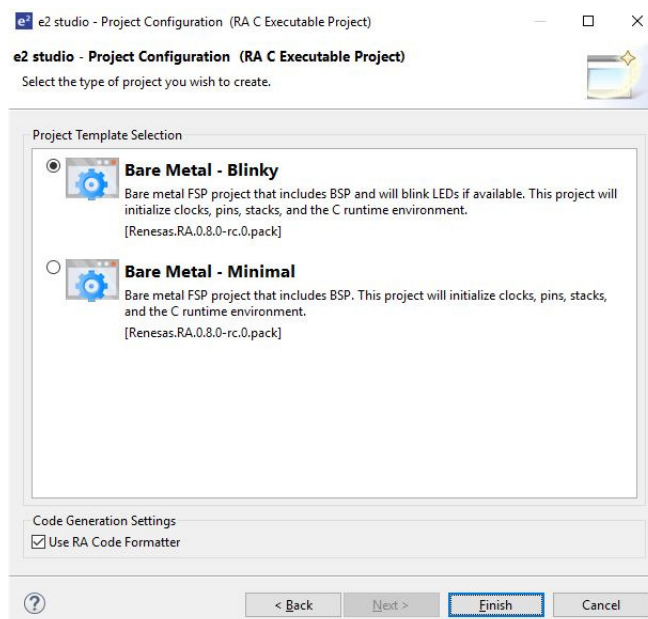 e2 e2 studio - Project Configuration (RA C Executable Project)
e2 studio - Project Configuration (RA C Executable Project)
Select the type of project you wish to create.
Project Template Selection
Bare Metal - Blinky
Bare metal FSP project that includes BSP and will blink LEDs if available. This project will
initialize clocks, pins, stacks, and the C runtime environment.
[Renesas.RA.0.8.0-rc.0.pack]
Bare Metal - Minimal
Bare metal FSP project that includes BSP. This project will initialize clocks, pins, stacks,
and the C runtime environment.
[Renesas.RA.0.8.0-rc.0.pack]
Code Generation Settings
Use RA Code Formatter
? < Back Next > Finish Cancel